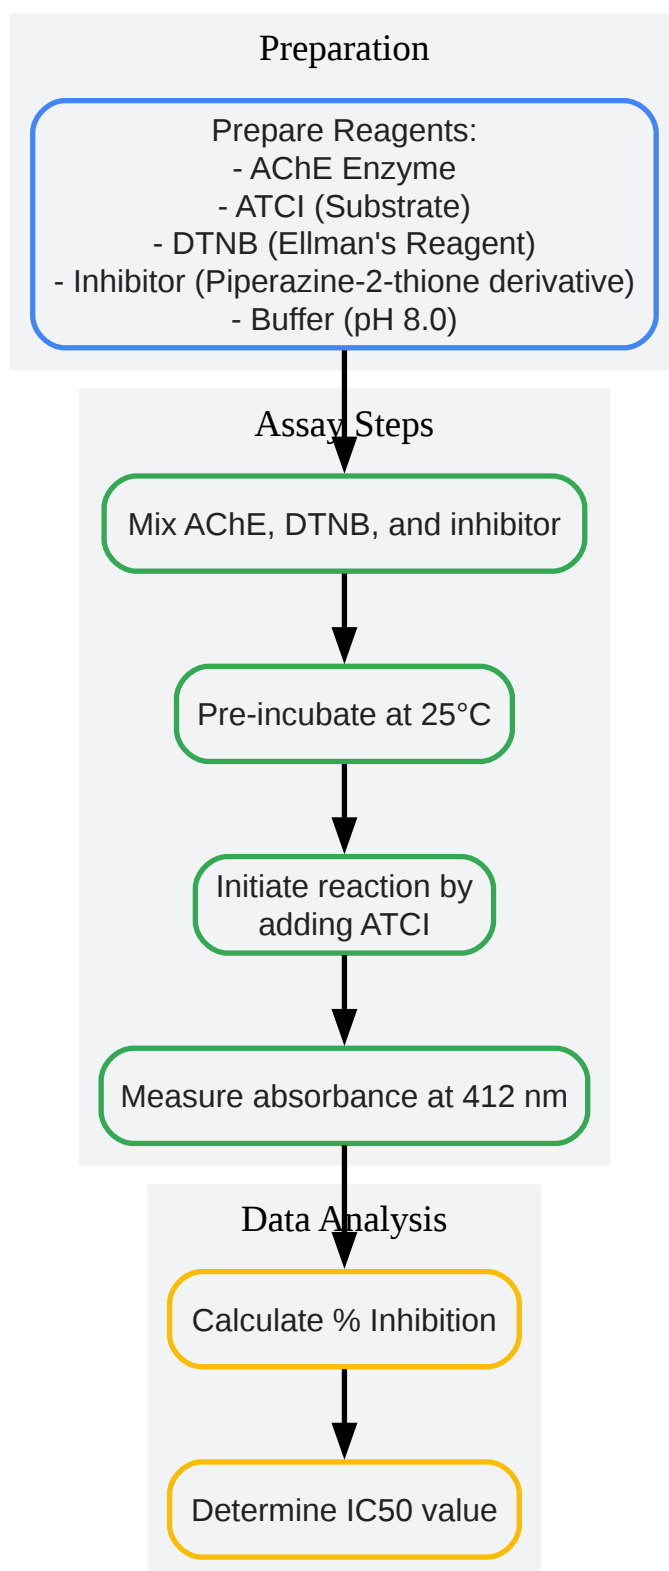 Preparation
Prepare Reagents:
- AChE Enzyme
- ATCI (Substrate)
- DTNB (Ellman's Reagent)
- Inhibitor (Piperazine-2-thione derivative)
- Buffer (pH 8.0)
Assay Steps
Mix AChE, DTNB, and inhibitor
Pre-incubate at 25°C
Initiate reaction by
adding ATCI
Measure absorbance at 412 nm
Data Analysis
Calculate % Inhibition
Determine IC50 value